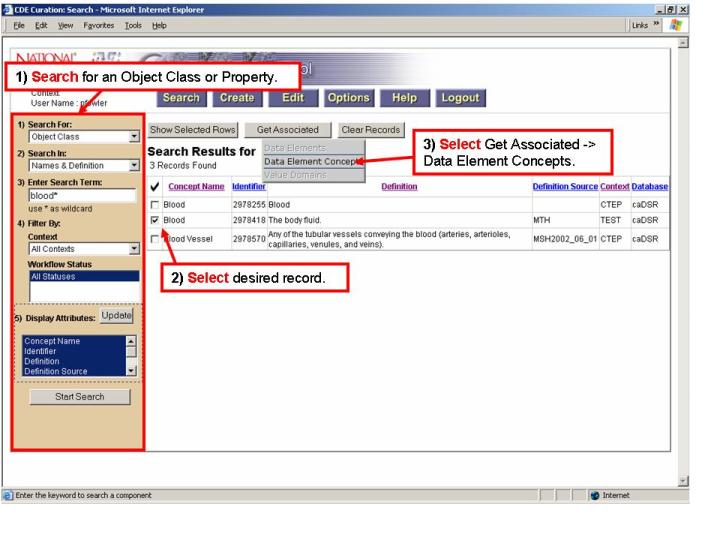 CDE Curation: Search - Microsoft Internet Explorer
File Edit View Favorites Tools Help
Links »
NATIONAL
ol
1) Search for an Object Class or Property.
Context:
User Name : pfowler
Search Create Edit Options Help Logout
1) Search For:
Object Class
2) Search In:
Names & Definition
3) Enter Search Term:
blood*
use * as wildcard
4) Filter By:
Context
All Contexts
Workflow Status
All Statuses
5) Display Attributes: Update
Concept Name
Identifier
Definition
Definition Source
Start Search
Show Selected Rows Get Associated Clear Records
Data Elements
Data Element Concepts
Value Domains
3) Select Get Associated ->
Data Element Concepts.
Search Results for
3 Records Found
Concept Name Identifier Definition Definition Source Context Database
Blood 2978255 Blood CTEP caDSR
Blood 2978418 The body fluid. MTH TEST caDSR
Blood Vessel 2978570 Any of the tubular vessels conveying the blood (arteries, arterioles,
capillaries, venules, and veins). MSH2002_06_01 CTEP caDSR
2) Select desired record.
Enter the keyword to search a component
Internet